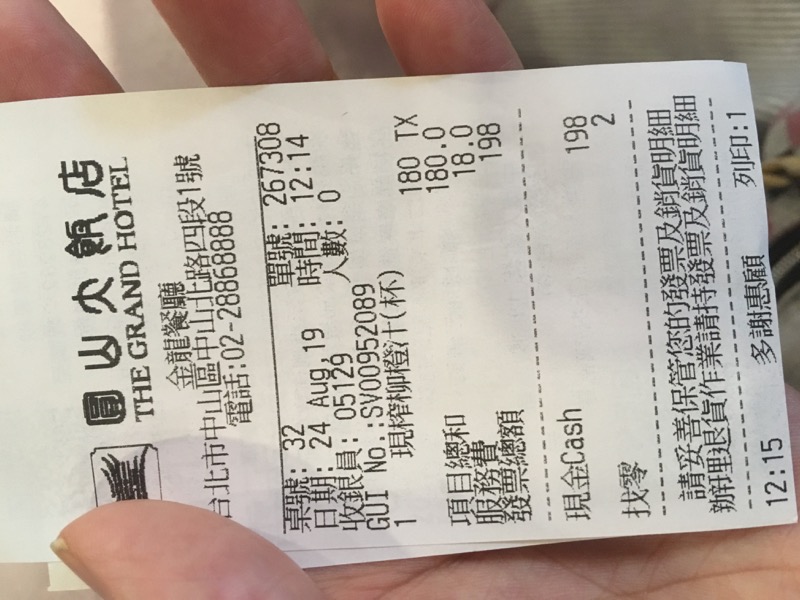 圓山大飯店
THE GRAND HOTEL
金龍餐廳
台北市中山區中山北路四段1號
電話:02-28868888
桌號: 32 單號: 267308
日期: 24 Aug,19 時間: 12:14
收銀員: 05129 人數: 0
GUI No.:SV00952089
1 現榨柳橙汁(杯)
180 TX
項目總和 180.0
服務費 18.0
發票總額 198
現金Cash 198
找零 2
請妥善保管您的發票及銷貨明細
辦理退貨作業請持發票及銷貨明細
12:15 多謝惠顧 列印:1